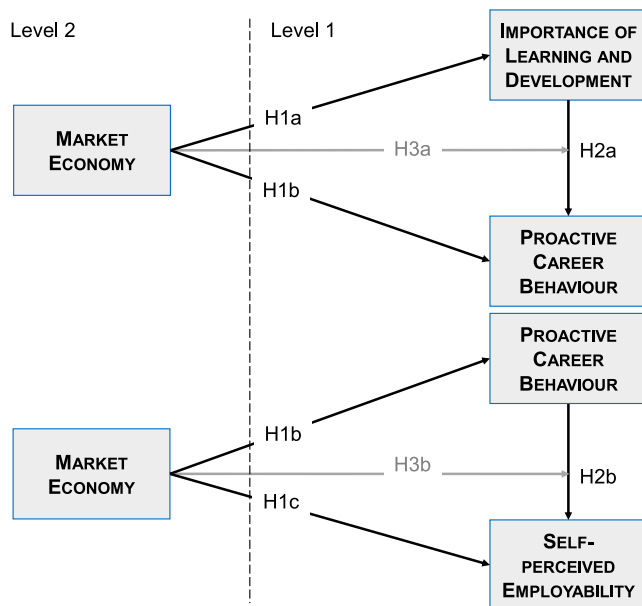 Level 2
Level 1
IMPORTANCE OF
LEARNING AND
DEVELOPMENT
H1a
MARKET
ECONOMY
H3a
H2a
H1b
PROACTIVE
CAREER
BEHAVIOUR
PROACTIVE
CAREER
BEHAVIOUR
H1b
MARKET
ECONOMY
H3b
H2b
H1c
SELF-
PERCEIVED
EMPLOYABILITY